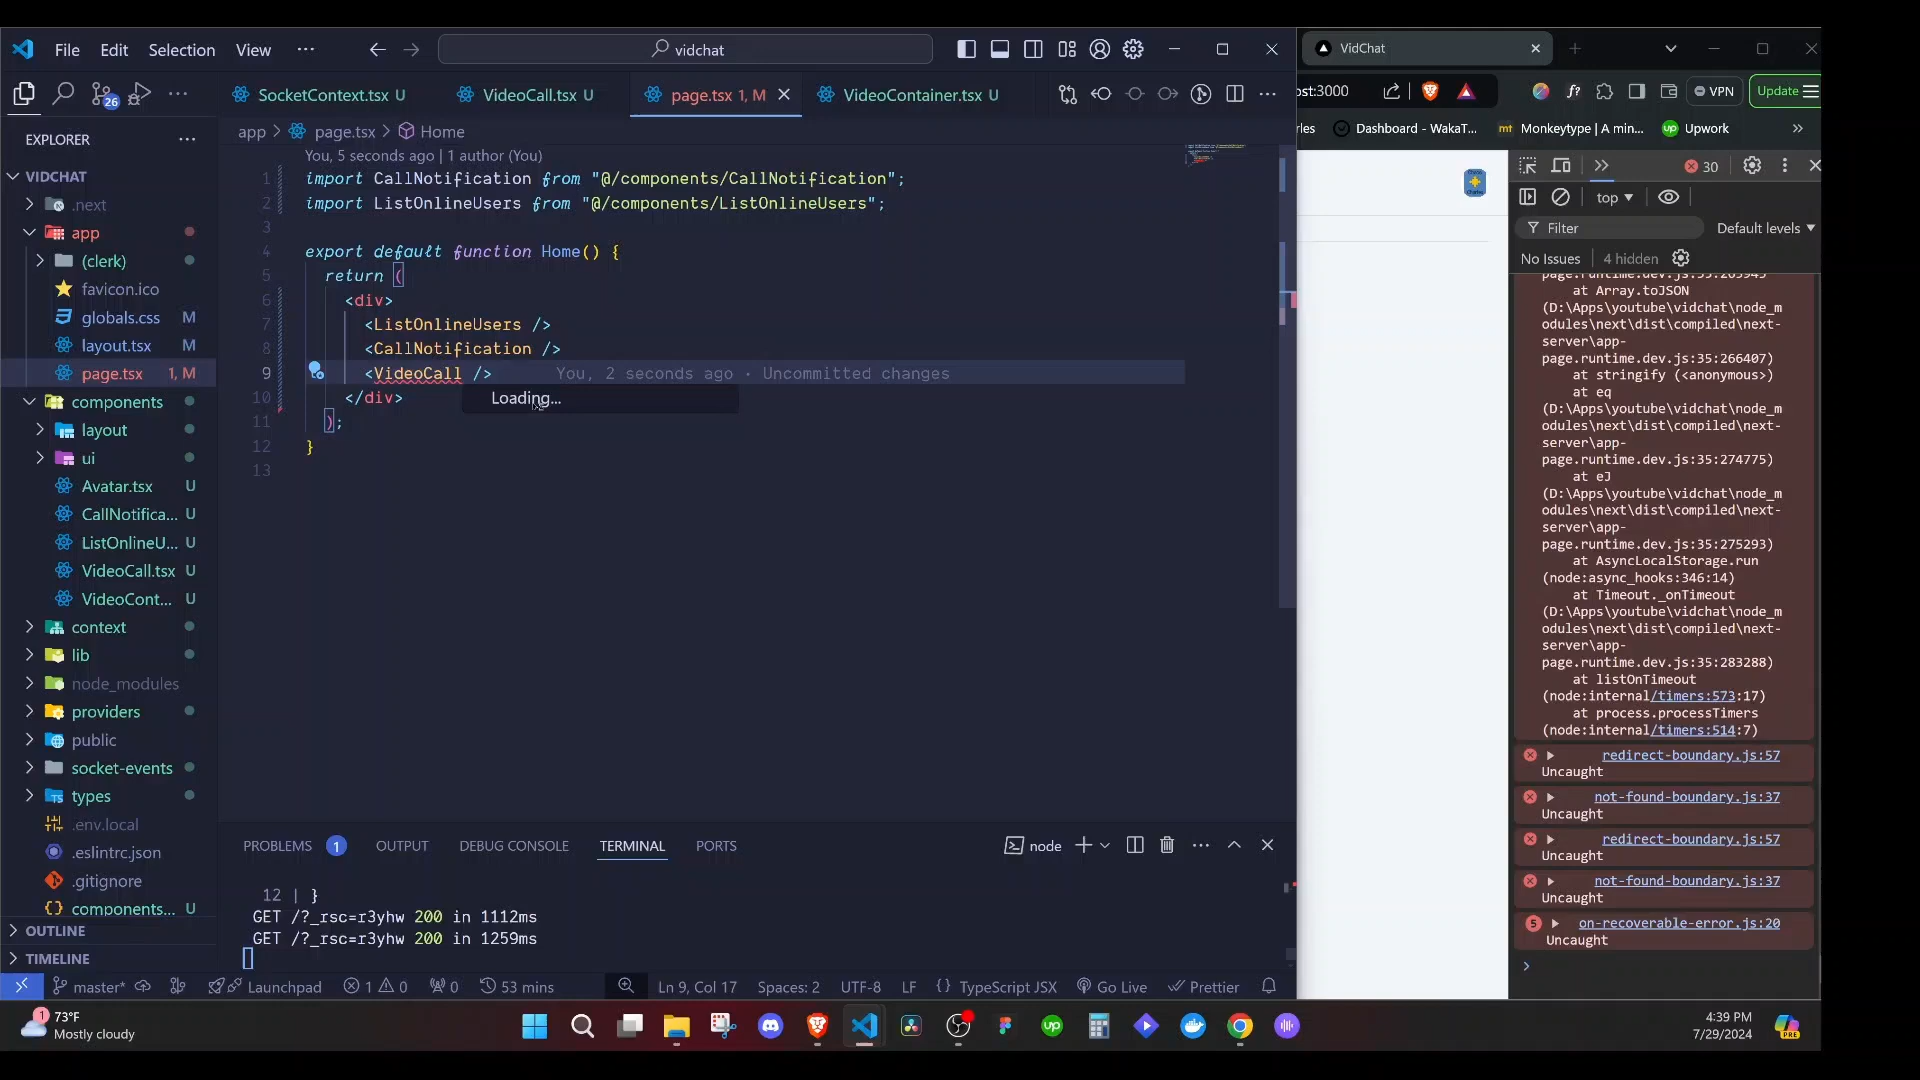 File Edit Selection View ... vidchat
SocketContext.tsx U VideoCall.tsx U page.tsx 1, M VideoContainer.tsx U
EXPLORER
VIDCHAT
.next
app
(clerk)
favicon.ico
globals.css M
layout.tsx M
page.tsx 1, M
components
layout
ui
Avatar.tsx U
CallNotifica... U
ListOnlineU... U
VideoCall.tsx U
VideoCont... U
context
lib
node_modules
providers
public
socket-events
types
.env.local
.eslintrc.json
.gitignore
components... U
OUTLINE
TIMELINE
26
app > page.tsx > Home
You, 5 seconds ago | 1 author (You)
1 import CallNotification from "@/components/CallNotification";
2 import ListOnlineUsers from "@/components/ListOnlineUsers";
3
4 export default function Home() {
5 return (
6 <div>
7 <ListOnlineUsers />
8 <CallNotification />
9 <VideoCall /> You, 2 seconds ago • Uncommitted changes
10 </div>
Loading...
11 );
12 }
13
PROBLEMS 1 OUTPUT DEBUG CONSOLE TERMINAL PORTS node
12 | }
GET /?_rsc=r3yhw 200 in 1112ms
GET /?_rsc=r3yhw 200 in 1259ms
master* Launchpad 1 0 0 53 mins Ln 9, Col 17 Spaces: 2 UTF-8 LF {} TypeScript JSX Go Live Prettier
VidChat
ost:3000 VPN Update
rles Dashboard - WakaT... mt Monkeytype | A min... up Upwork
30
top
Filter Default levels
No Issues 4 hidden
page.runtime.dev.js:35:265945)
at Array.toJSON
(D:\Apps\youtube\vidchat\node_m
odules\next\dist\compiled\next-
server\app-
page.runtime.dev.js:35:266407)
at stringify (<anonymous>)
at eq
(D:\Apps\youtube\vidchat\node_m
odules\next\dist\compiled\next-
server\app-
page.runtime.dev.js:35:274775)
at eJ
(D:\Apps\youtube\vidchat\node_m
odules\next\dist\compiled\next-
server\app-
page.runtime.dev.js:35:275293)
at AsyncLocalStorage.run
(node:async_hooks:346:14)
at Timeout._onTimeout
(D:\Apps\youtube\vidchat\node_m
odules\next\dist\compiled\next-
server\app-
page.runtime.dev.js:35:283288)
at listOnTimeout
(node:internal/timers:573:17)
at process.processTimers
(node:internal/timers:514:7)
redirect-boundary.js:57
Uncaught
not-found-boundary.js:37
Uncaught
redirect-boundary.js:57
Uncaught
not-found-boundary.js:37
Uncaught
5 on-recoverable-error.js:20
Uncaught
1 73°F
Mostly cloudy
up
4:39 PM
7/29/2024
PRE